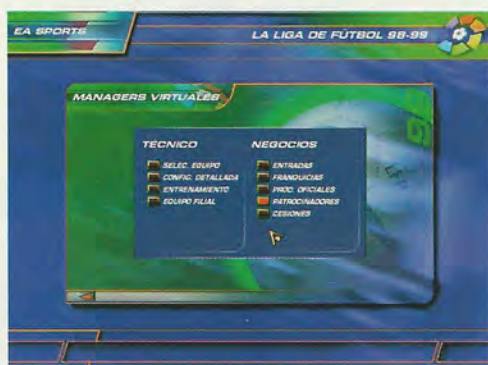 EA SPORTS
LA LIGA DE FÚTBOL 98-99
MANAGERS VIRTUALES
TÉCNICO
SELEC. EQUIPO
CONFIG. DETALLADA
ENTRENAMIENTO
EQUIPO FILIAL
NEGOCIOS
ENTRADAS
FRANQUICIAS
PROD. OFICIALES
PATROCINADORES
CESIONES